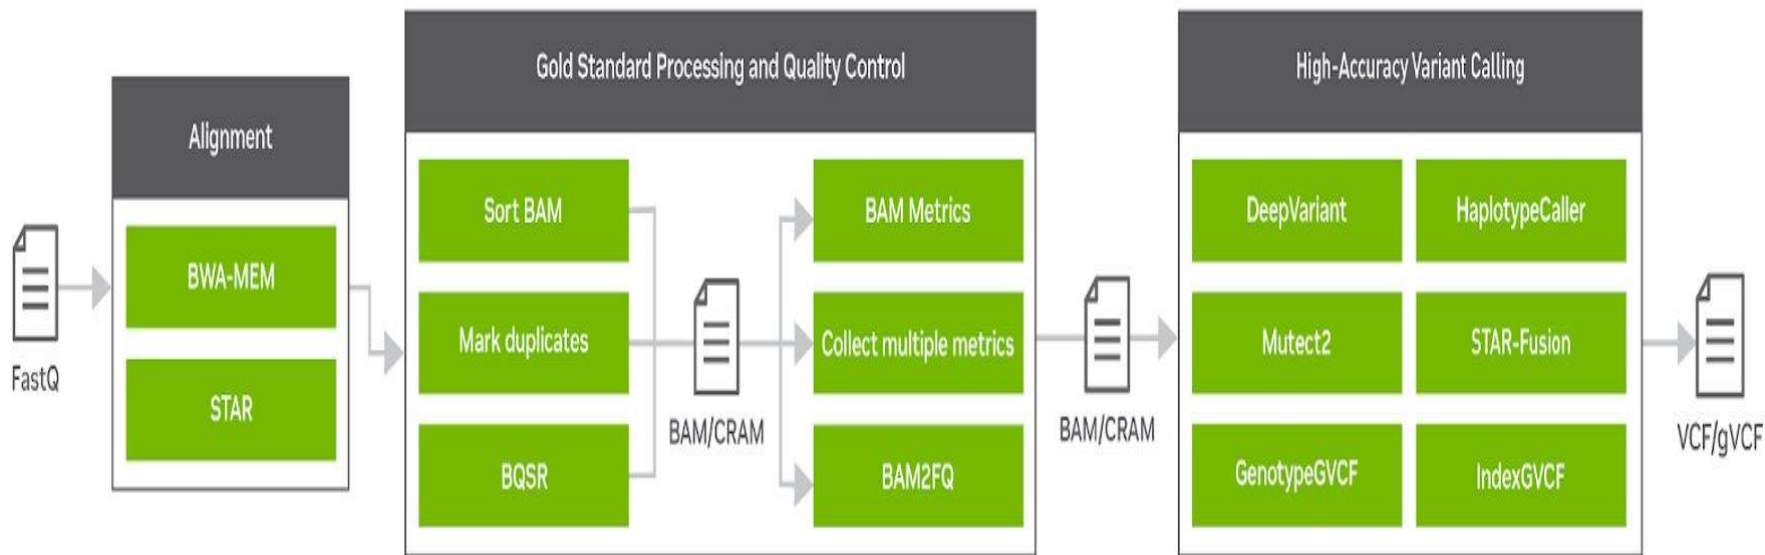 FastQ
Alignment
BWA-MEM
STAR
Gold Standard Processing and Quality Control
Sort BAM
Mark duplicates
BQSR
BAM/CRAM
BAM Metrics
Collect multiple metrics
BAM2FQ
BAM/CRAM
High-Accuracy Variant Calling
DeepVariant
HaplotypeCaller
Mutect2
STAR-Fusion
GenotypeGVCF
IndexGVCF
VCF/gVCF